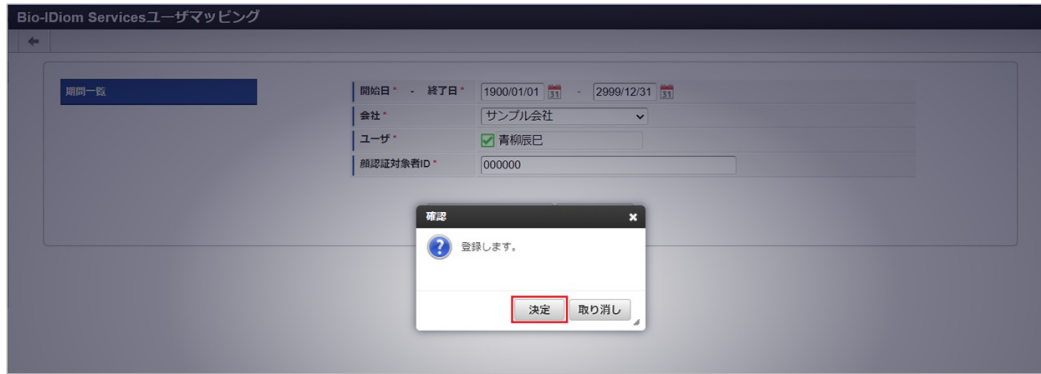 Bio-IDiom Servicesユーザマッピング
期間一覧
開始日* - 終了日* 1900/01/01 31 - 2999/12/31 31
会社* サンプル会社
ユーザ* 青柳辰巳
顔認証対象者ID* 000000
確認
登録します。
決定 取り消し